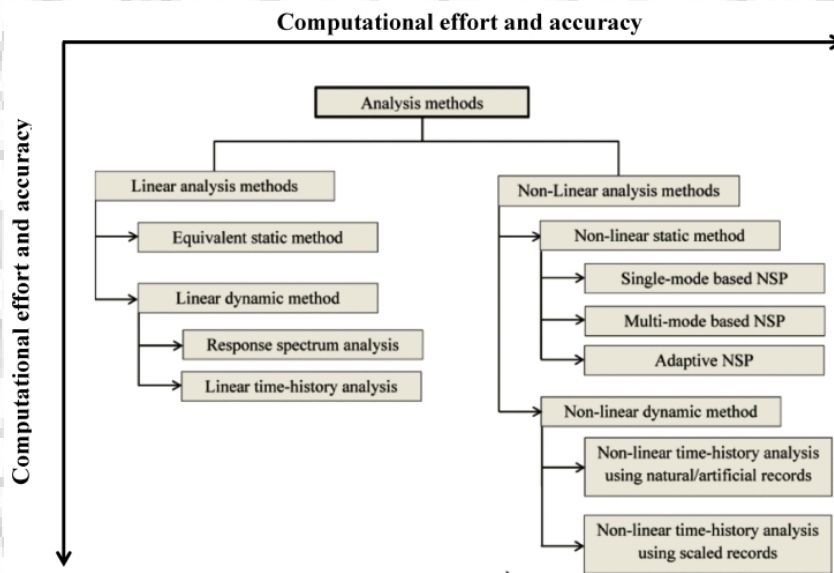 Computational effort and accuracy
Computational effort and accuracy
Analysis methods
Linear analysis methods
Equivalent static method
Linear dynamic method
Response spectrum analysis
Linear time-history analysis
Non-Linear analysis methods
Non-linear static method
Single-mode based NSP
Multi-mode based NSP
Adaptive NSP
Non-linear dynamic method
Non-linear time-history analysis
using natural/artificial records
Non-linear time-history analysis
using scaled records